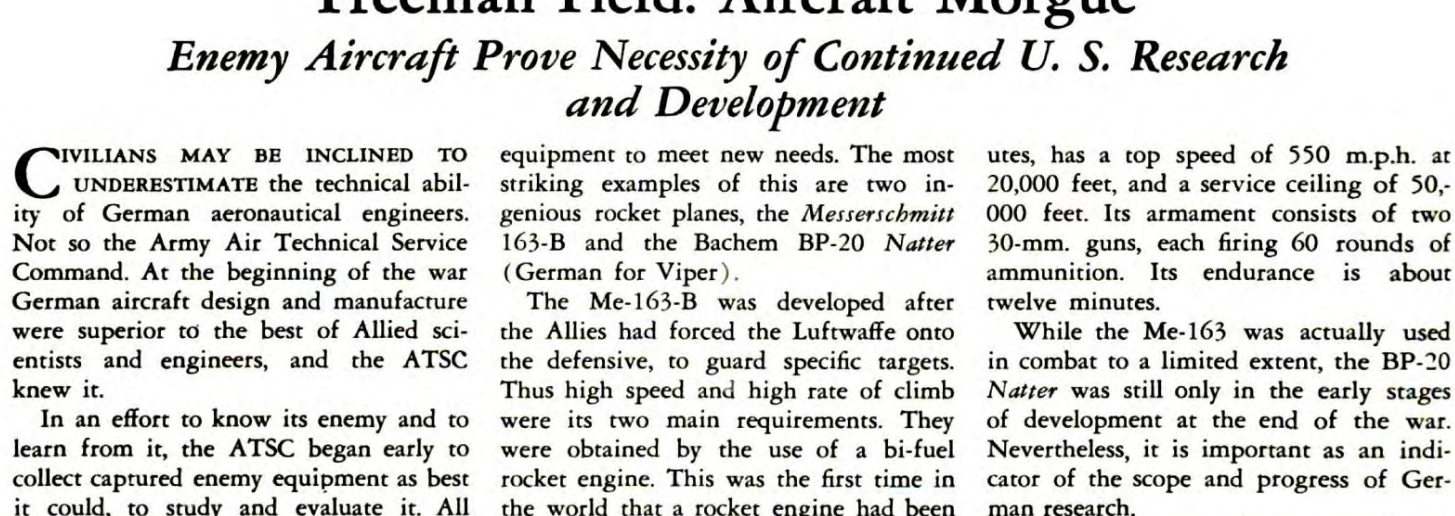 Freeman Field: Aircraft Morgue
Enemy Aircraft Prove Necessity of Continued U. S. Research
and Development
CIVILIANS MAY BE INCLINED TO
UNDERESTIMATE the technical abil-
ity of German aeronautical engineers.
Not so the Army Air Technical Service
Command. At the beginning of the war
German aircraft design and manufacture
were superior to the best of Allied sci-
entists and engineers, and the ATSC
knew it.
In an effort to know its enemy and to
learn from it, the ATSC began early to
collect captured enemy equipment as best
it could, to study and evaluate it. All
equipment to meet new needs. The most
striking examples of this are two in-
genious rocket planes, the Messerschmitt
163-B and the Bachem BP-20 Natter
(German for Viper).
The Me-163-B was developed after
the Allies had forced the Luftwaffe onto
the defensive, to guard specific targets.
Thus high speed and high rate of climb
were its two main requirements. They
were obtained by the use of a bi-fuel
rocket engine. This was the first time in
the world that a rocket engine had been
utes, has a top speed of 550 m.p.h. at
20,000 feet, and a service ceiling of 50,-
000 feet. Its armament consists of two
30-mm. guns, each firing 60 rounds of
ammunition. Its endurance is about
twelve minutes.
While the Me-163 was actually used
in combat to a limited extent, the BP-20
Natter was still only in the early stages
of development at the end of the war.
Nevertheless, it is important as an indi-
cator of the scope and progress of Ger-
man research.